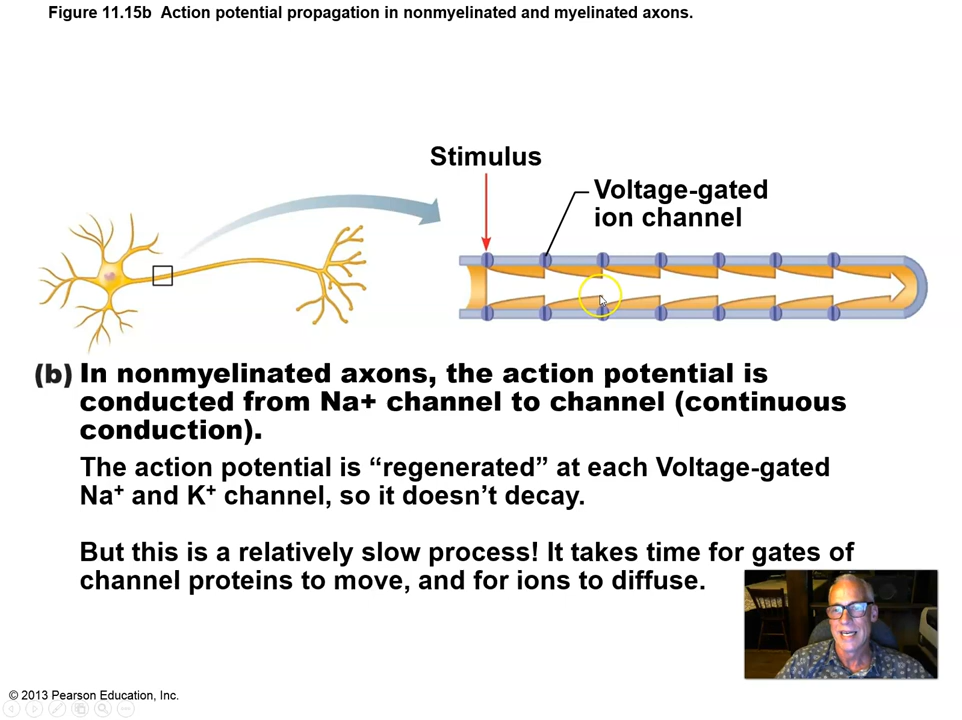 Figure 11.15b  Action potential propagation in nonmyelinated and myelinated axons.
Stimulus
Voltage-gated
ion channel
(b) In nonmyelinated axons, the action potential is
conducted from Na+ channel to channel (continuous
conduction).
The action potential is “regenerated” at each Voltage-gated
Na⁺ and K⁺ channel, so it doesn’t decay.
But this is a relatively slow process! It takes time for gates of
channel proteins to move, and for ions to diffuse.
© 2013 Pearson Education, Inc.